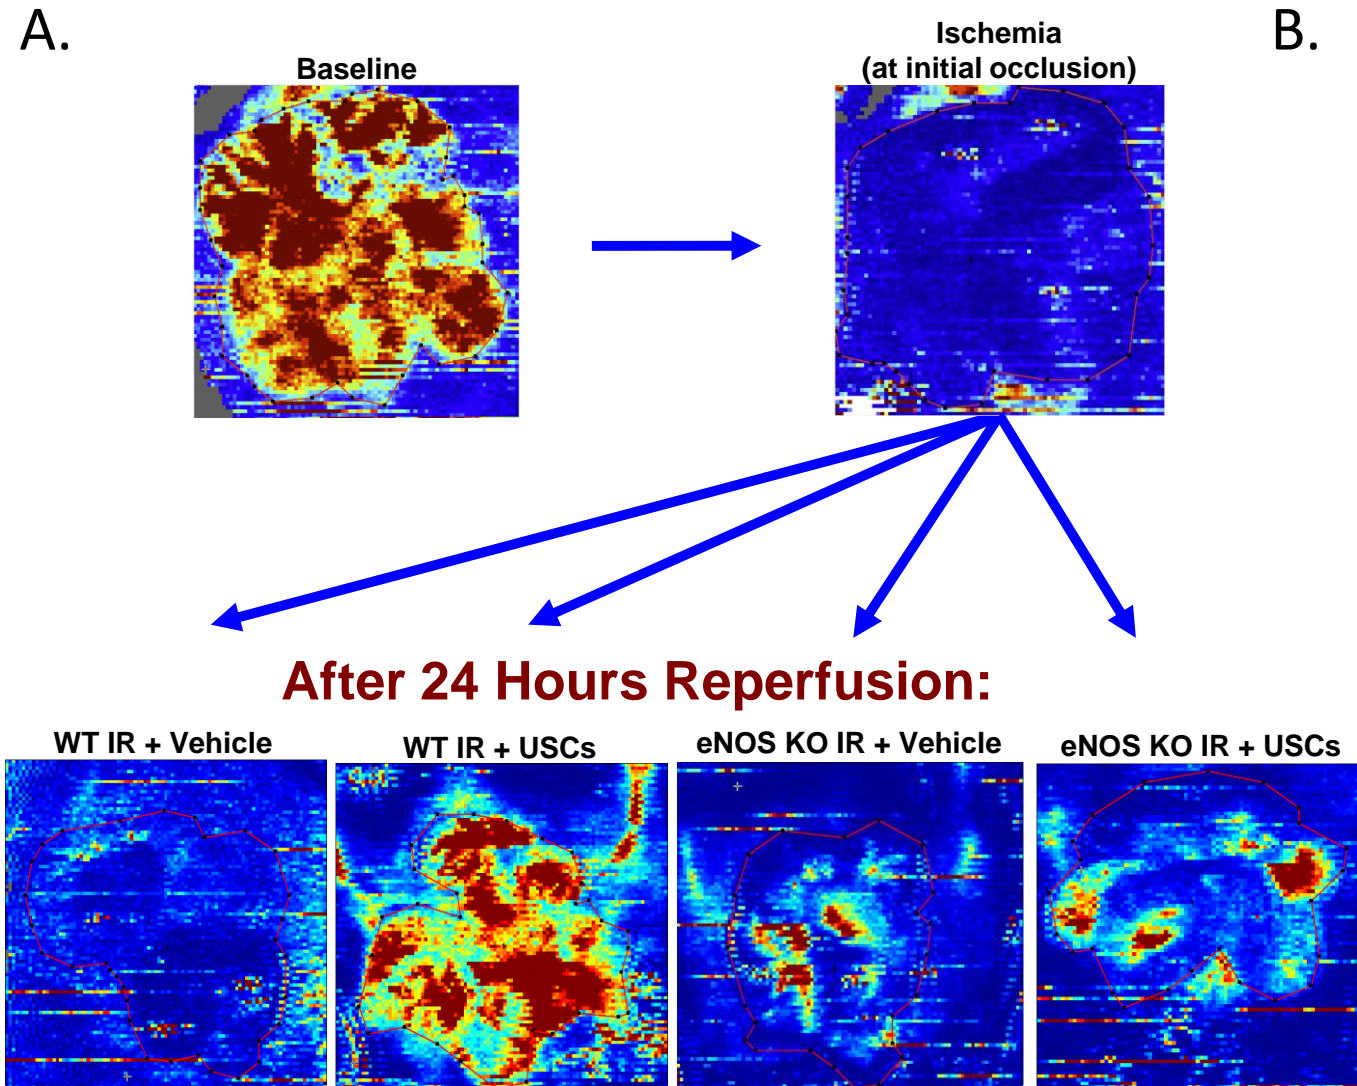 A.
B.
Baseline
Ischemia
(at initial occlusion)
After 24 Hours Reperfusion:
WT IR + Vehicle
WT IR + USCs
eNOS KO IR + Vehicle
eNOS KO IR + USCs